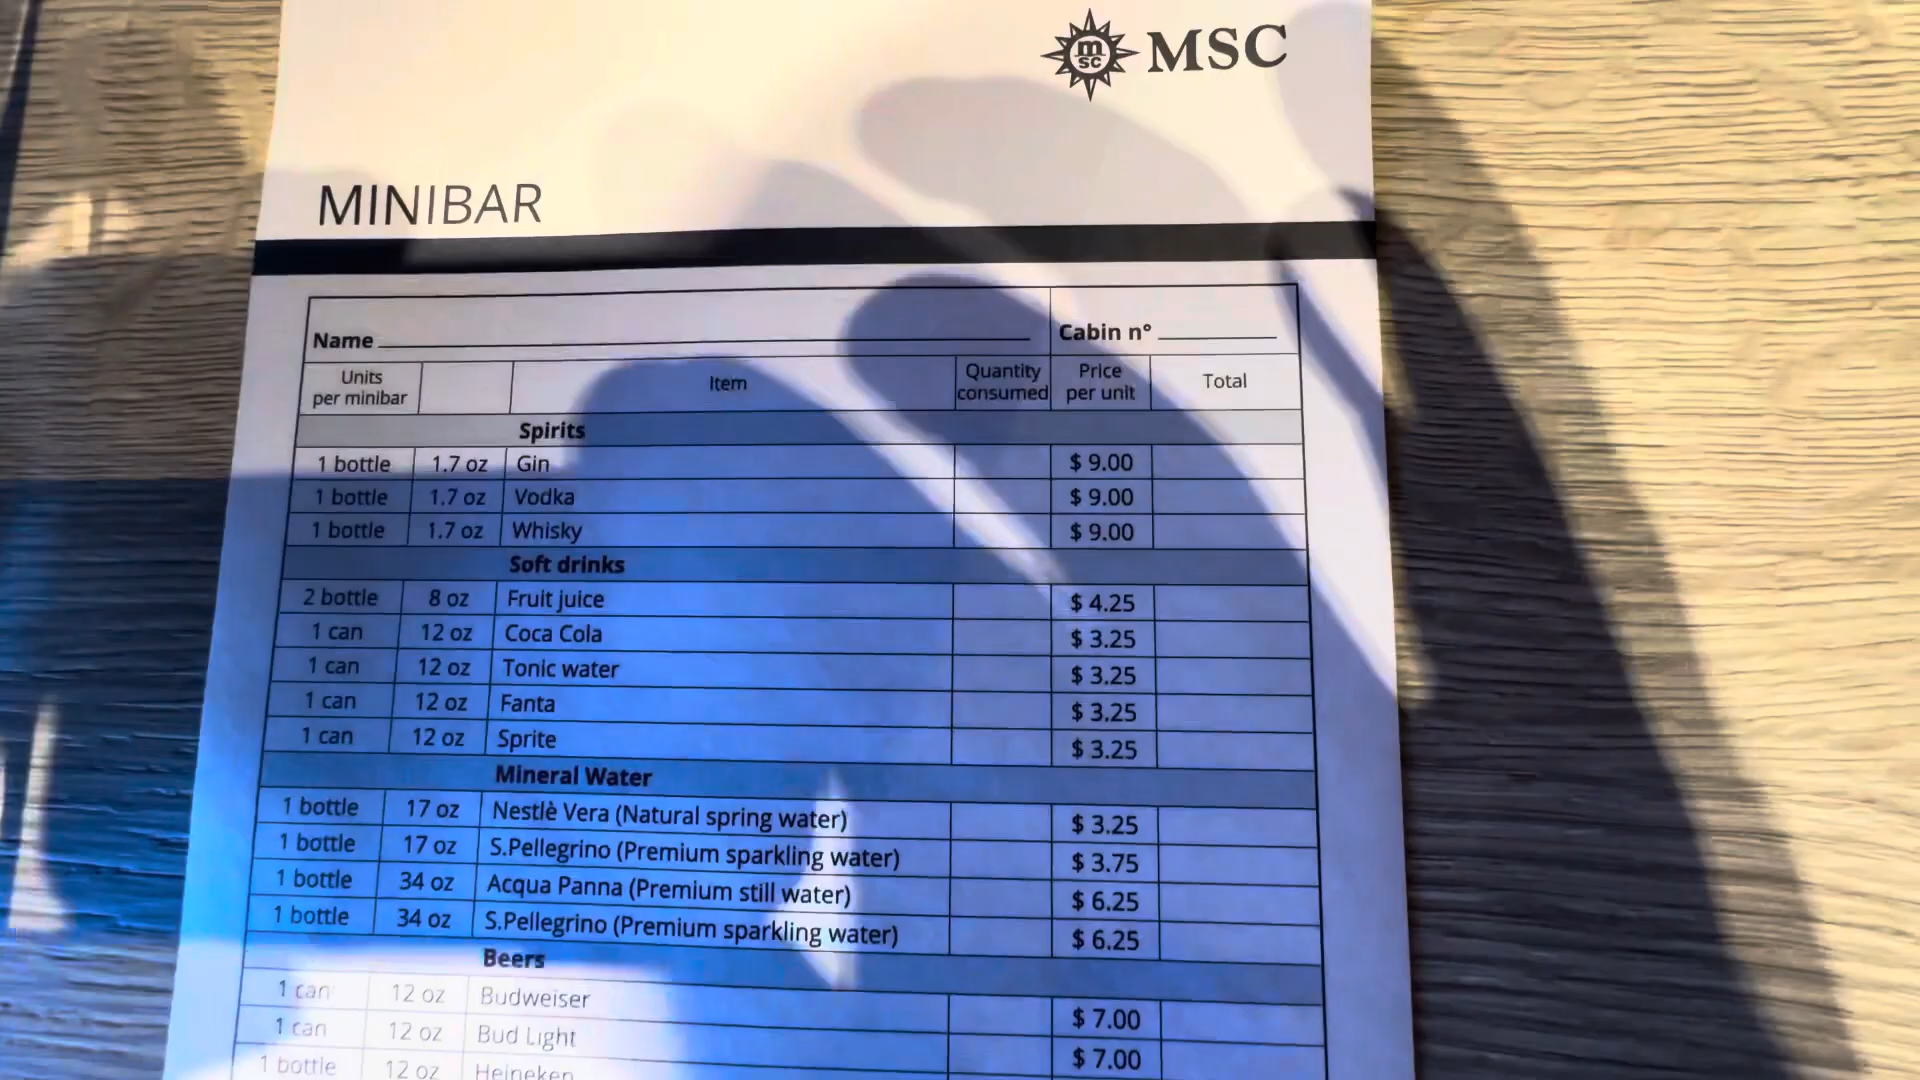 m
sc
MSC
MINIBAR
Name
Cabin n°
Units per minibar Item Quantity consumed Price per unit Total
Spirits
1 bottle 1.7 oz Gin $ 9.00
1 bottle 1.7 oz Vodka $ 9.00
1 bottle 1.7 oz Whisky $ 9.00
Soft drinks
2 bottle 8 oz Fruit juice $ 4.25
1 can 12 oz Coca Cola $ 3.25
1 can 12 oz Tonic water $ 3.25
1 can 12 oz Fanta $ 3.25
1 can 12 oz Sprite $ 3.25
Mineral Water
1 bottle 17 oz Nestlè Vera (Natural spring water) $ 3.25
1 bottle 17 oz S.Pellegrino (Premium sparkling water) $ 3.75
1 bottle 34 oz Acqua Panna (Premium still water) $ 6.25
1 bottle 34 oz S.Pellegrino (Premium sparkling water) $ 6.25
Beers
1 can 12 oz Budweiser $ 7.00
1 can 12 oz Bud Light $ 7.00
1 bottle 12 oz Heineken